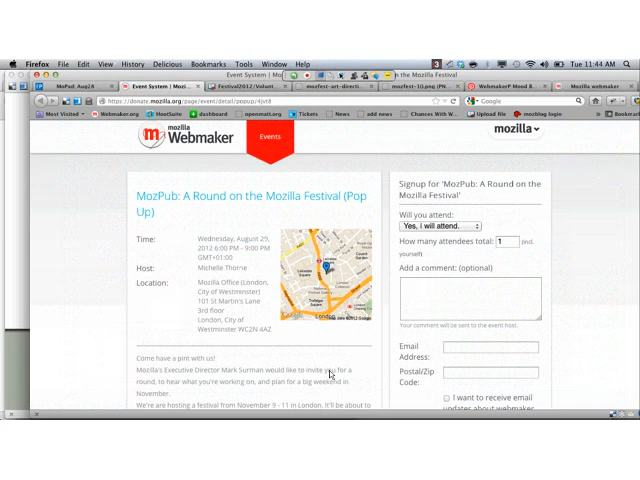 Firefox File Edit View History Bookmarks Tools Window Help
3
Tue 11:44 AM
Event System |
the Mozilla Festival
MozPub: Aug28
Event System | M
Festival2012/Volunt...
mozfest-art-directi...
mozfest-10.png (PN...
WebmakerP Mood B...
Mozilla webmaker
https://donate.mozilla.org/page/event/detail/popup/4jvt8
Google
Most Visited
Webmaker.org
HootSuite
dashboard
openmatt.org
Tickets
News
add news
Chances With W...
Upload file
mozblog login
Bookmarks
m
mozilla
Webmaker
Events
mozilla
MozPub: A Round on the Mozilla Festival (Pop
Up)
Time:
Wednesday, August 29,
2012 6:00 PM - 9:00 PM
GMT+01:00
Host:
Michelle Thorne
Location:
Mozilla Office (London,
City of Westminster)
101 St Martin's Lane
3rd floor
London, City of
Westminster WC2N 4AZ
Leicester
Square
Covent
Garden
Trafalgar
Square
London
Come have a pint with us!
Mozilla's Executive Director Mark Surman would like to invite you for a
round, to hear what you're working on, and plan for a big weekend in
November.
We're hosting a festival from November 9 - 11 in London. It'll be about to
Signup for 'MozPub: A Round on the
Mozilla Festival'
Will you attend:
Yes, I will attend.
How many attendees total: 1 (incl.
yourself)
Add a comment: (optional)
Your comment will be sent to the event host.
Email
Address:
Postal/Zip
Code:
I want to receive email
updates about webmaker